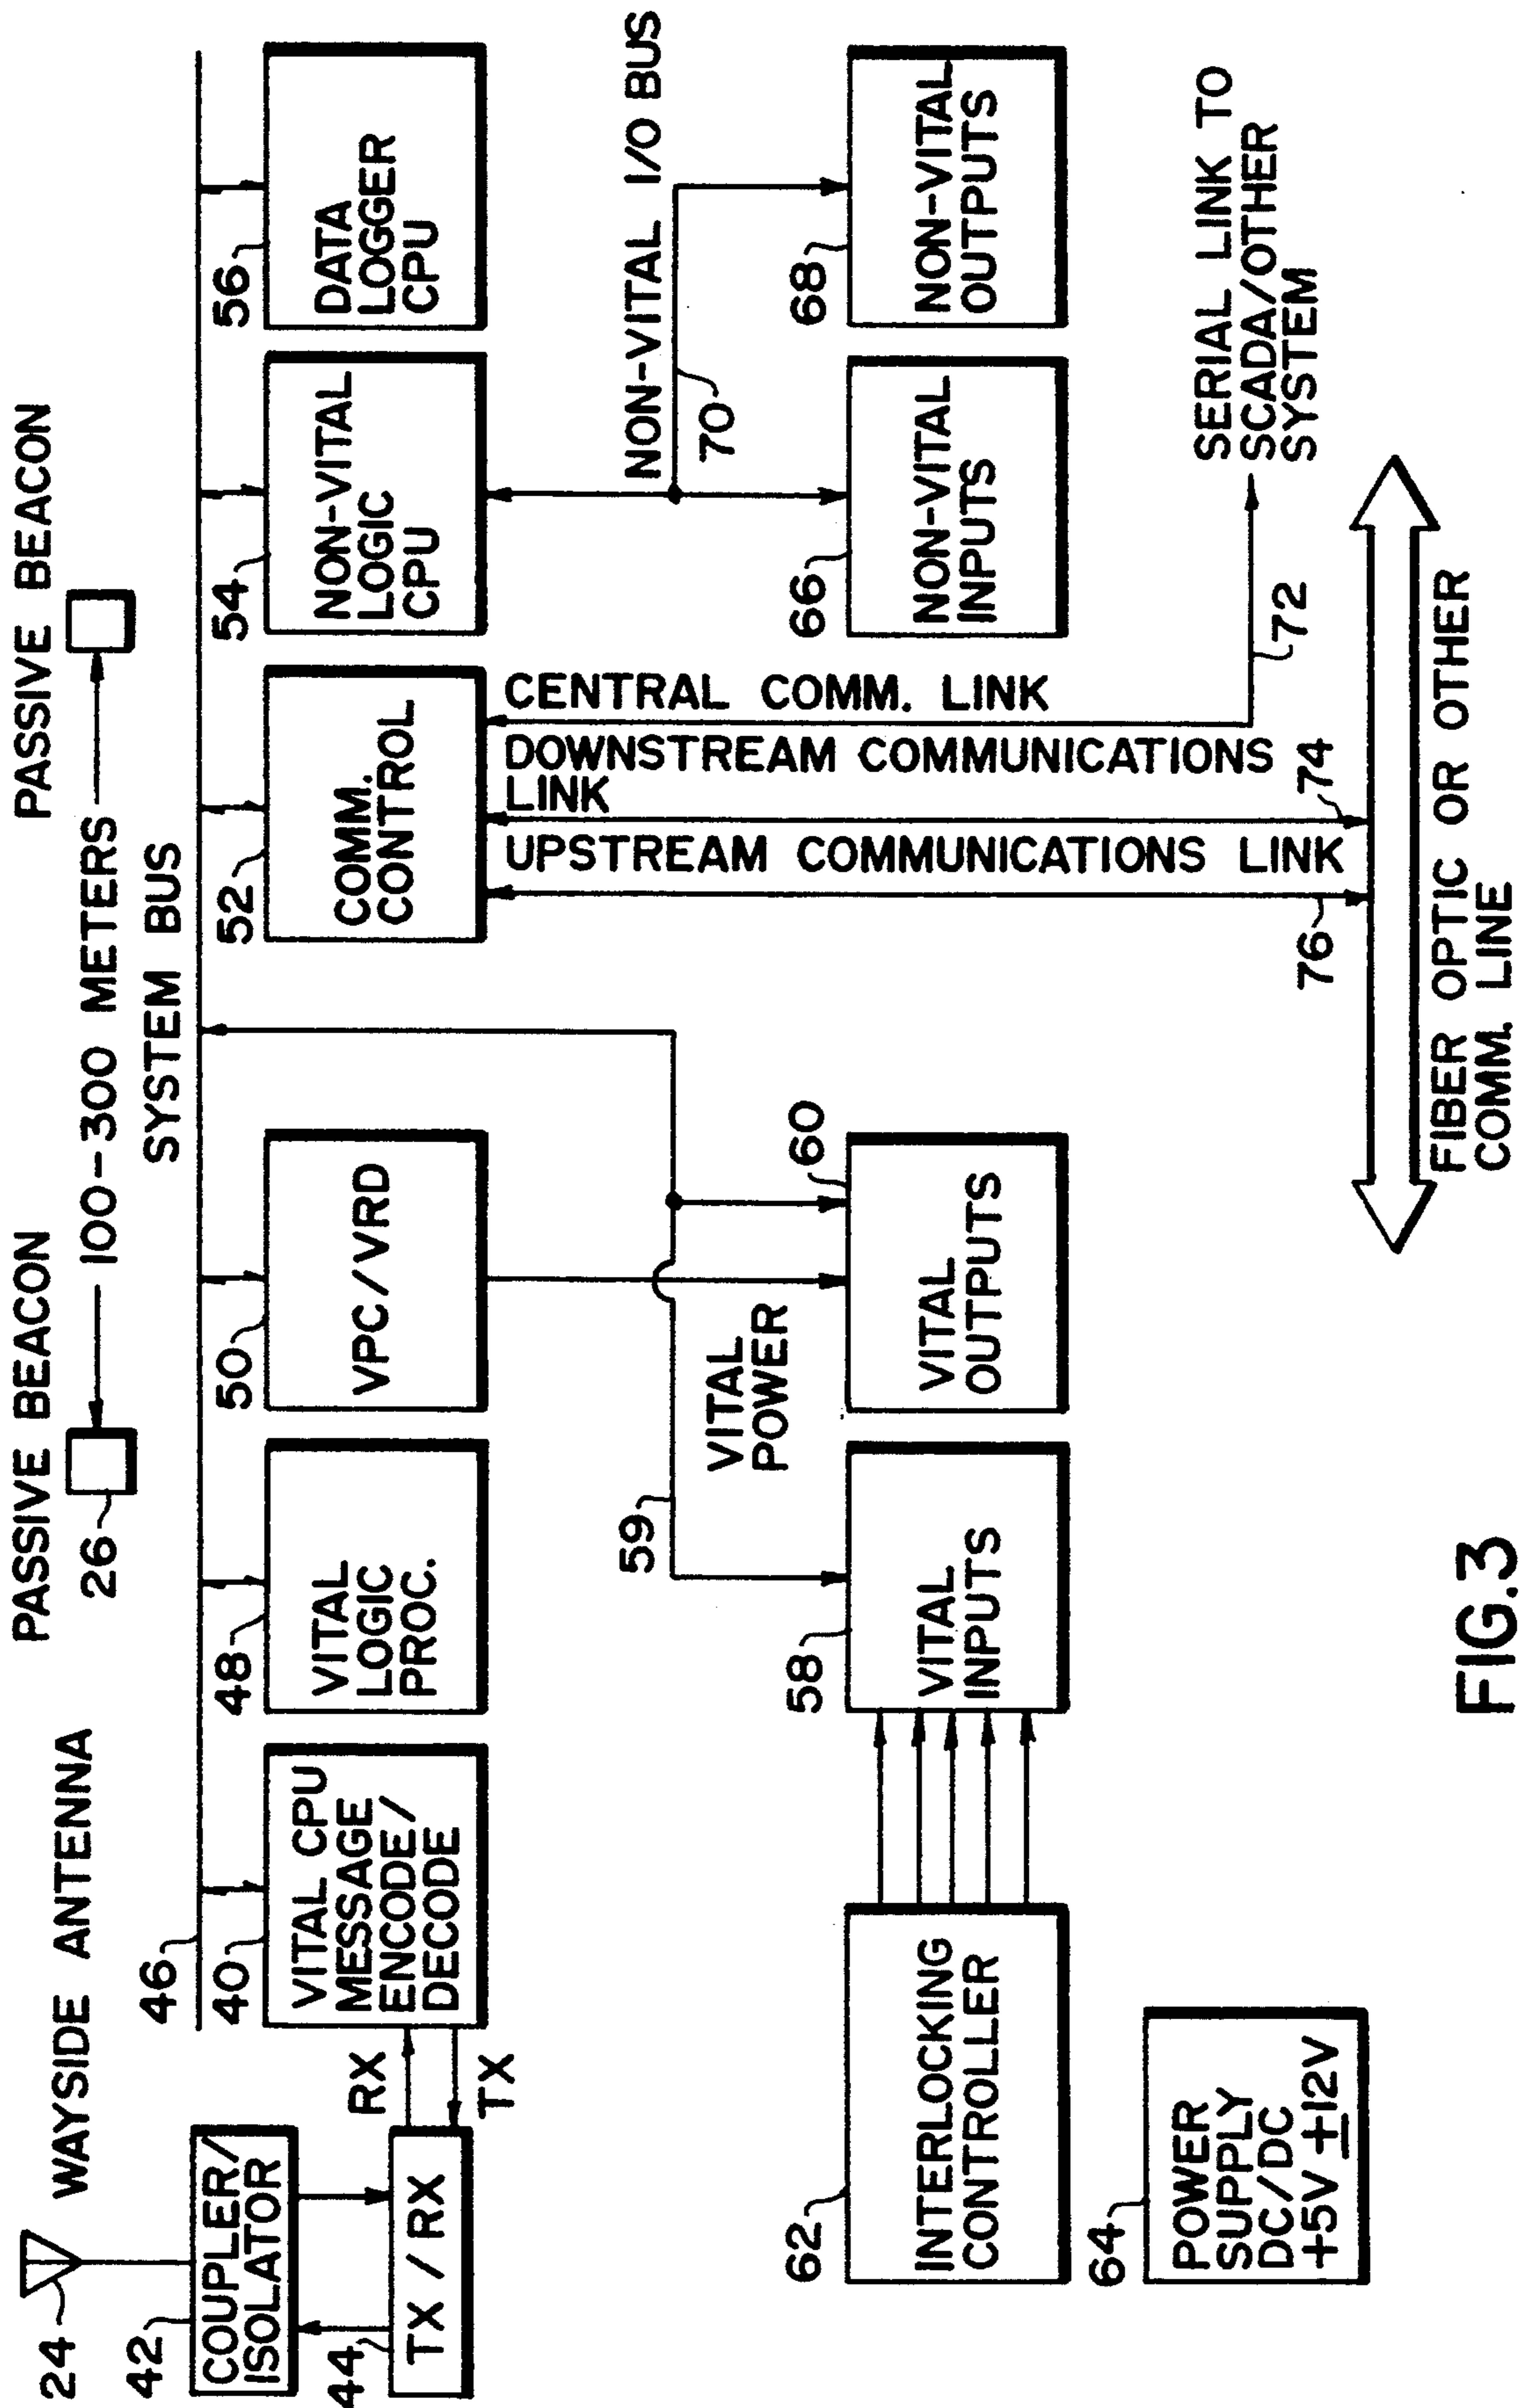 24
WAYSIDE ANTENNA
PASSIVE BEACON
PASSIVE BEACON
26
100-300 METERS
42
COUPLER/
ISOLATOR
46
SYSTEM BUS
44
TX/RX
RX
TX
40
VITAL CPU
MESSAGE
ENCODE/
DECODE
48
VITAL
LOGIC
PROC.
50
VPC/VRD
52
COMM.
CONTROL
54
NON-VITAL
LOGIC
CPU
56
DATA
LOGGER
CPU
59
VITAL
POWER
CENTRAL COMM. LINK
DOWNSTREAM COMMUNICATIONS
LINK
UPSTREAM COMMUNICATIONS LINK
NON-VITAL I/O BUS
70
62
INTERLOCKING
CONTROLLER
58
VITAL
INPUTS
60
VITAL
OUTPUTS
66
NON-VITAL
INPUTS
68
NON-VITAL
OUTPUTS
64
POWER
SUPPLY
DC/DC
+5V ±12V
76
74
72
SERIAL LINK TO
SCADA/OTHER
SYSTEM
FIBER OPTIC OR OTHER
COMM. LINE
FIG.3